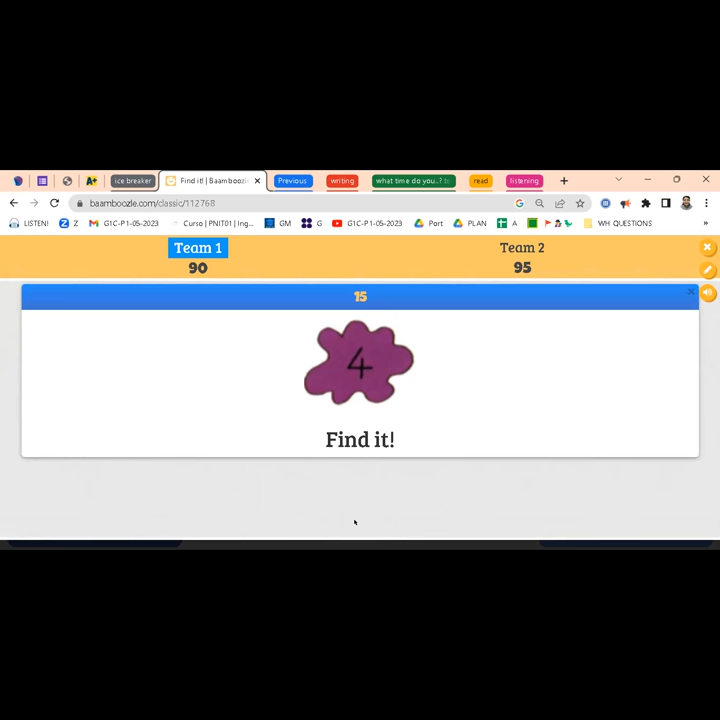 ice breaker
Find it! | Baamboozle
Previous
writing
what time do you..? t
read
listening
baamboozle.com/classic/112768
LISTEN!
Z
G1C-P1-05-2023
Curso | PNIT01 | Ing...
GM
G
G1C-P1-05-2023
Port
PLAN
A
WH QUESTIONS
»
Team 1
Team 2
90
95
15
4
Find it!